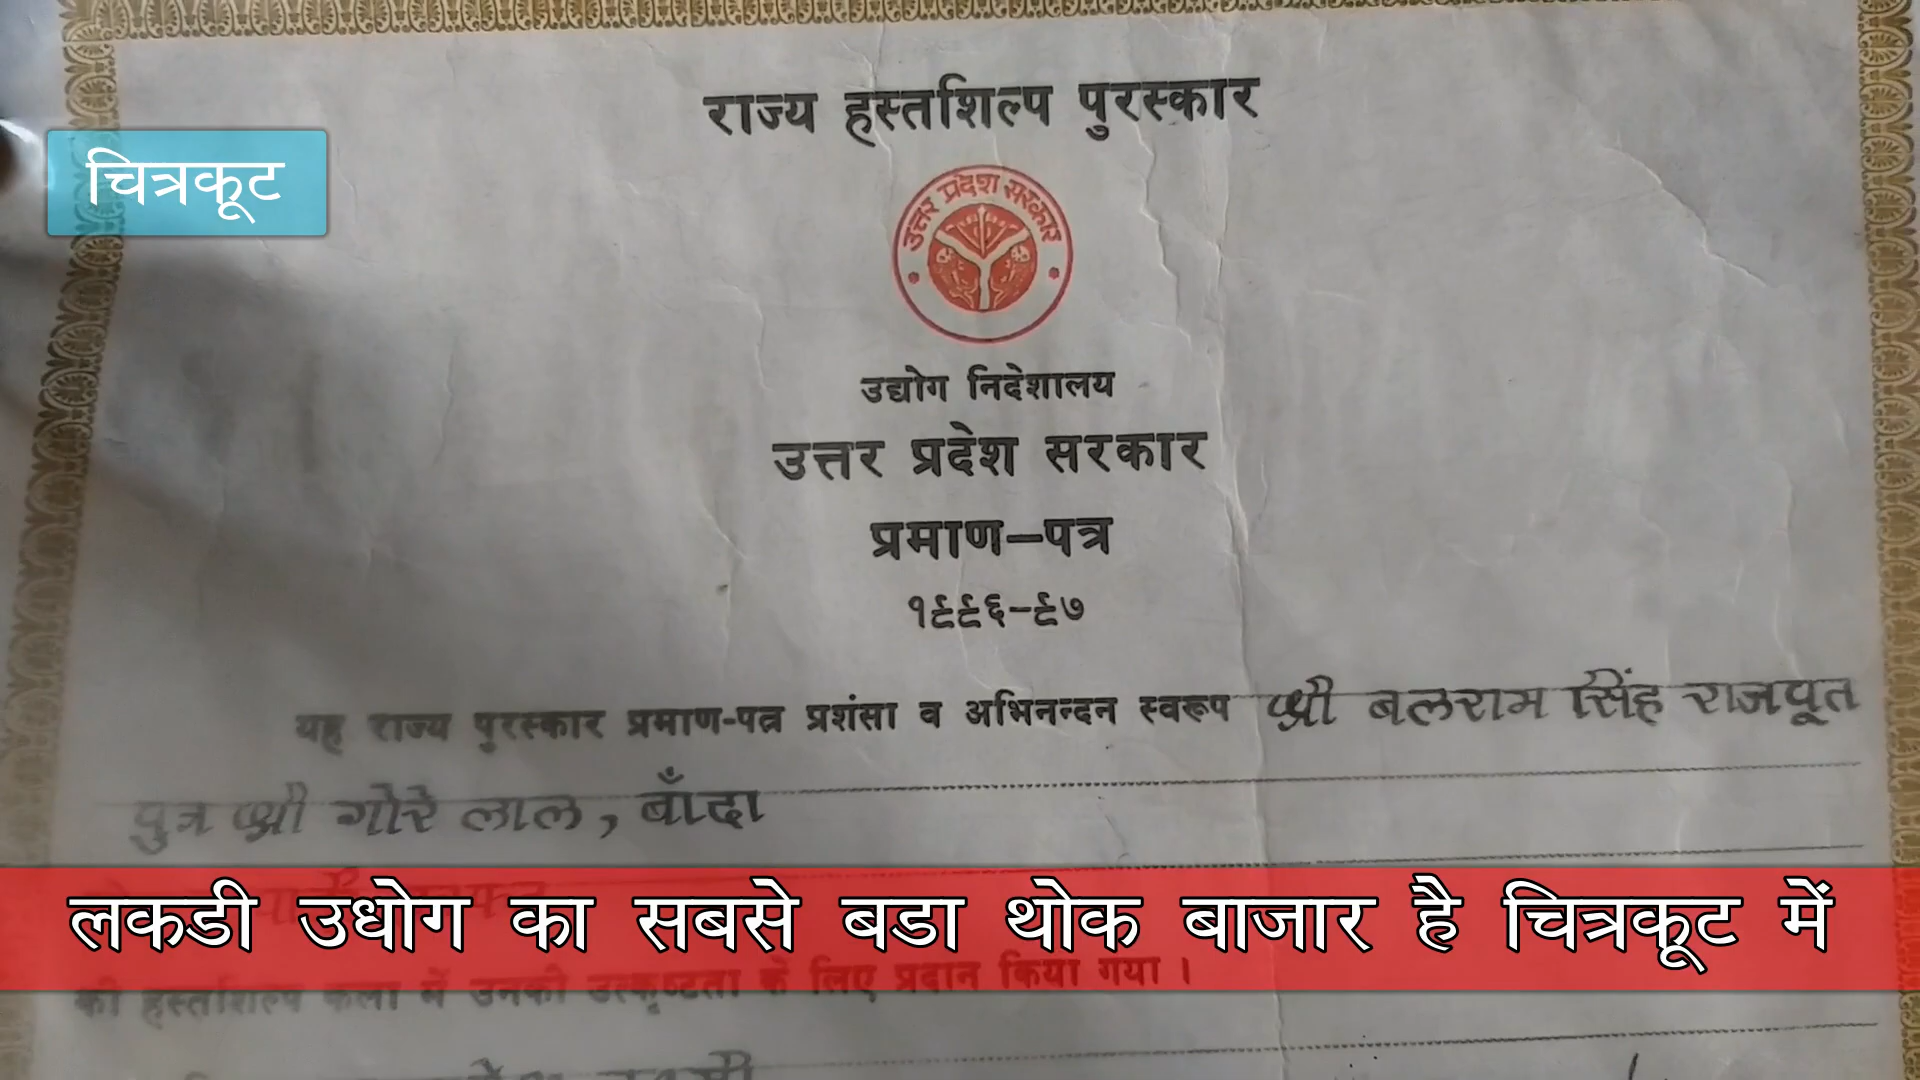 राज्य हस्तशिल्प पुरस्कार
चित्रकूट
उत्तर प्रदेश सरकार
उद्योग निदेशालय
उत्तर प्रदेश सरकार
प्रमाण–पत्र
१९९६–९७
यह राज्य पुरस्कार प्रमाण-पत्र प्रशंसा व अभिनन्दन स्वरूप श्री बलराम सिंह राजपूत
पुत्र श्री गोरे लाल, बाँदा
लकडी उधोग का सबसे बडा थोक बाजार है चित्रकूट में
की हस्तशिल्प कला में उनकी उत्कृष्टता के लिए प्रदान किया गया ।